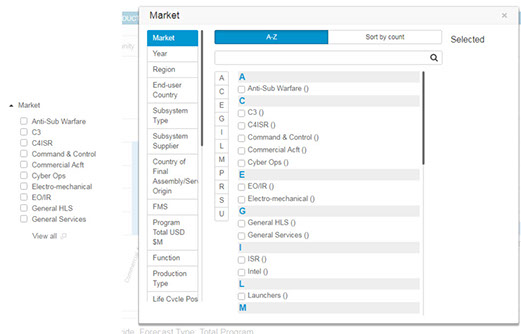 Market
×
DUCT
Market
Anti-Sub Warfare
C3
C4ISR
Command & Control
Commercial Acft
Cyber Ops
Electro-mechanical
EO/IR
General HLS
General Services
View all
Market
Year
Region
End-user
Country
Subsystem
Type
Subsystem
Supplier
Country of
Final
Assembly/Serv
Origin
FMS
Program
Total USD
$M
Function
Production
Type
Life Cycle Pos
A-Z
Sort by count
Selected
A
C
E
G
I
L
M
P
R
S
U
A
Anti-Sub Warfare ()
C
C3 ()
C4ISR ()
Command & Control ()
Commercial Acft ()
Cyber Ops ()
E
EO/IR ()
Electro-mechanical ()
G
General HLS ()
General Services ()
I
ISR ()
Intel ()
L
Launchers ()
M
ode, Forecast Type, Total Program